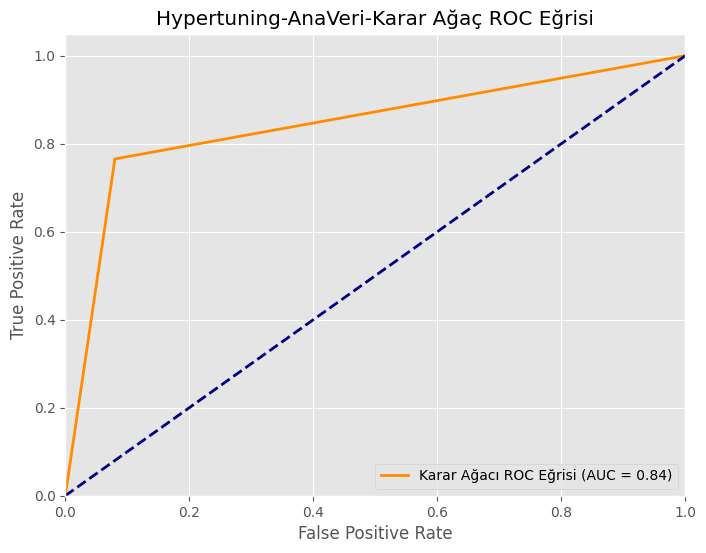 Hypertuning-AnaVeri-Karar Ağaç ROC Eğrisi
True Positive Rate
1.0
0.8
0.6
0.4
0.2
0.0
Karar Ağacı ROC Eğrisi (AUC = 0.84)
0.0 0.2 0.4 0.6 0.8 1.0
False Positive Rate